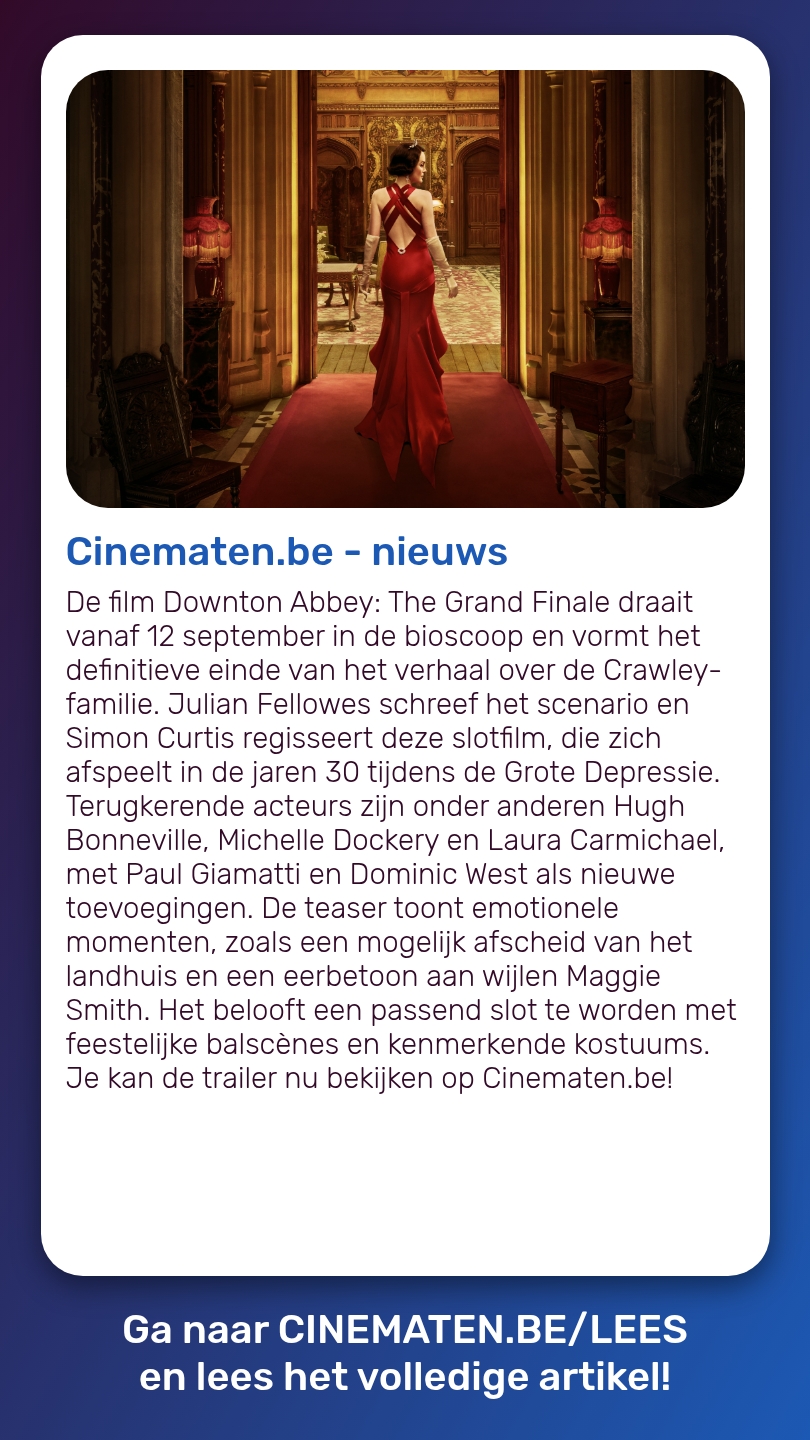 Cinematen.be - nieuws
De film Downton Abbey: The Grand Finale draait
vanaf 12 september in de bioscoop en vormt het
definitieve einde van het verhaal over de Crawley-
familie. Julian Fellowes schreef het scenario en
Simon Curtis regisseert deze slotfilm, die zich
afspeelt in de jaren 30 tijdens de Grote Depressie.
Terugkerende acteurs zijn onder anderen Hugh
Bonneville, Michelle Dockery en Laura Carmichael,
met Paul Giamatti en Dominic West als nieuwe
toevoegingen. De teaser toont emotionele
momenten, zoals een mogelijk afscheid van het
landhuis en een eerbetoon aan wijlen Maggie
Smith. Het belooft een passend slot te worden met
feestelijke balscènes en kenmerkende kostuums.
Je kan de trailer nu bekijken op Cinematen.be!
Ga naar CINEMATEN.BE/LEES
en lees het volledige artikel!